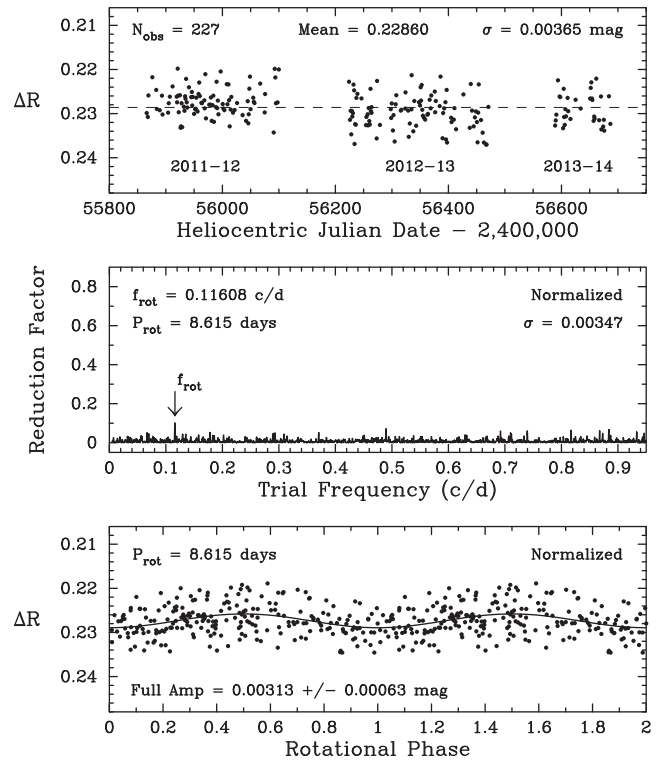 0.21
0.22
0.23
0.24
ΔR
N_obs = 227
Mean = 0.22860
σ = 0.00365 mag
2011-12
2012-13
2013-14
55800 56000 56200 56400 56600
Heliocentric Julian Date − 2,400,000
0.8
0.6
0.4
0.2
0
Reduction Factor
f_rot = 0.11608 c/d
Normalized
P_rot = 8.615 days
σ = 0.00347
f_rot
0 0.1 0.2 0.3 0.4 0.5 0.6 0.7 0.8 0.9
Trial Frequency (c/d)
0.21
0.22
0.23
0.24
ΔR
P_rot = 8.615 days
Normalized
Full Amp = 0.00313 +/− 0.00063 mag
0 0.2 0.4 0.6 0.8 1 1.2 1.4 1.6 1.8 2
Rotational Phase